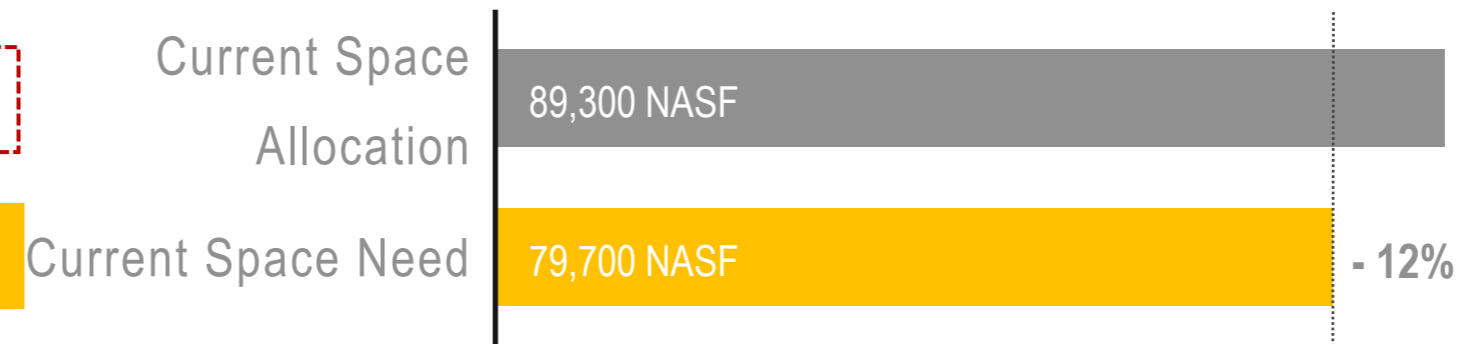 Current Space
Allocation
89,300 NASF
Current Space Need
79,700 NASF
- 12%